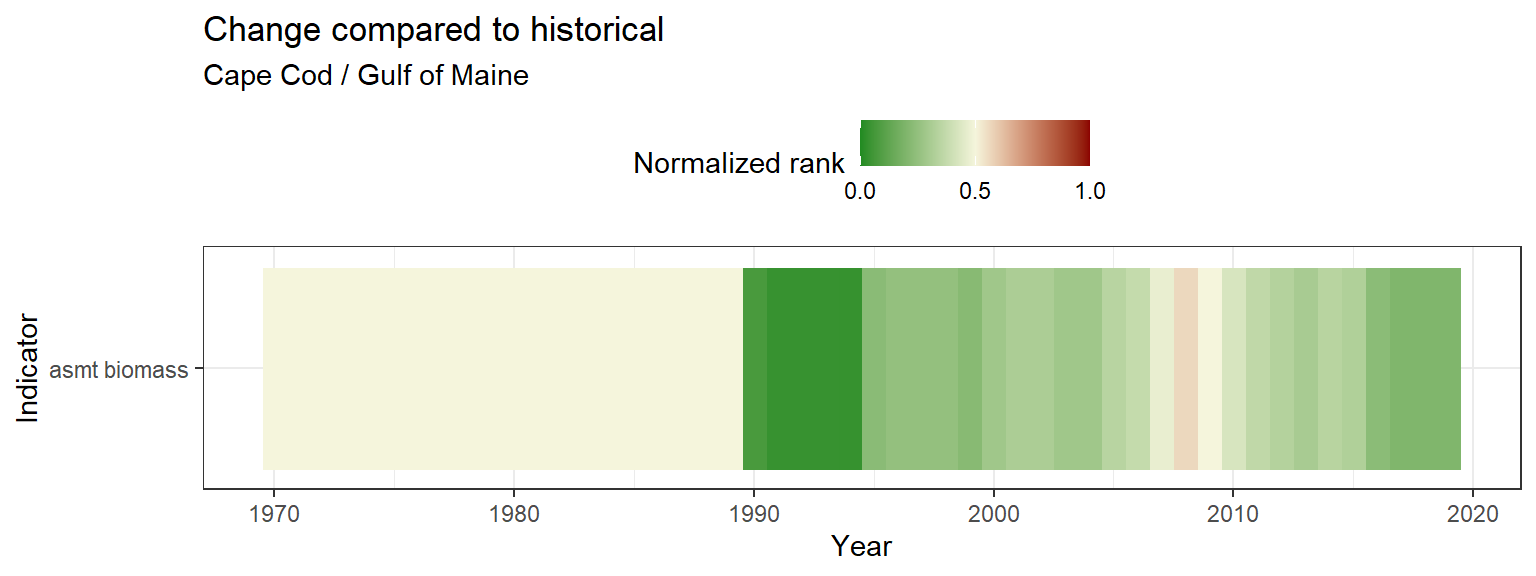 Change compared to historical
Cape Cod / Gulf of Maine
Normalized rank
0.0 0.5 1.0
Indicator
asmt biomass
1970 1980 1990 2000 2010 2020
Year